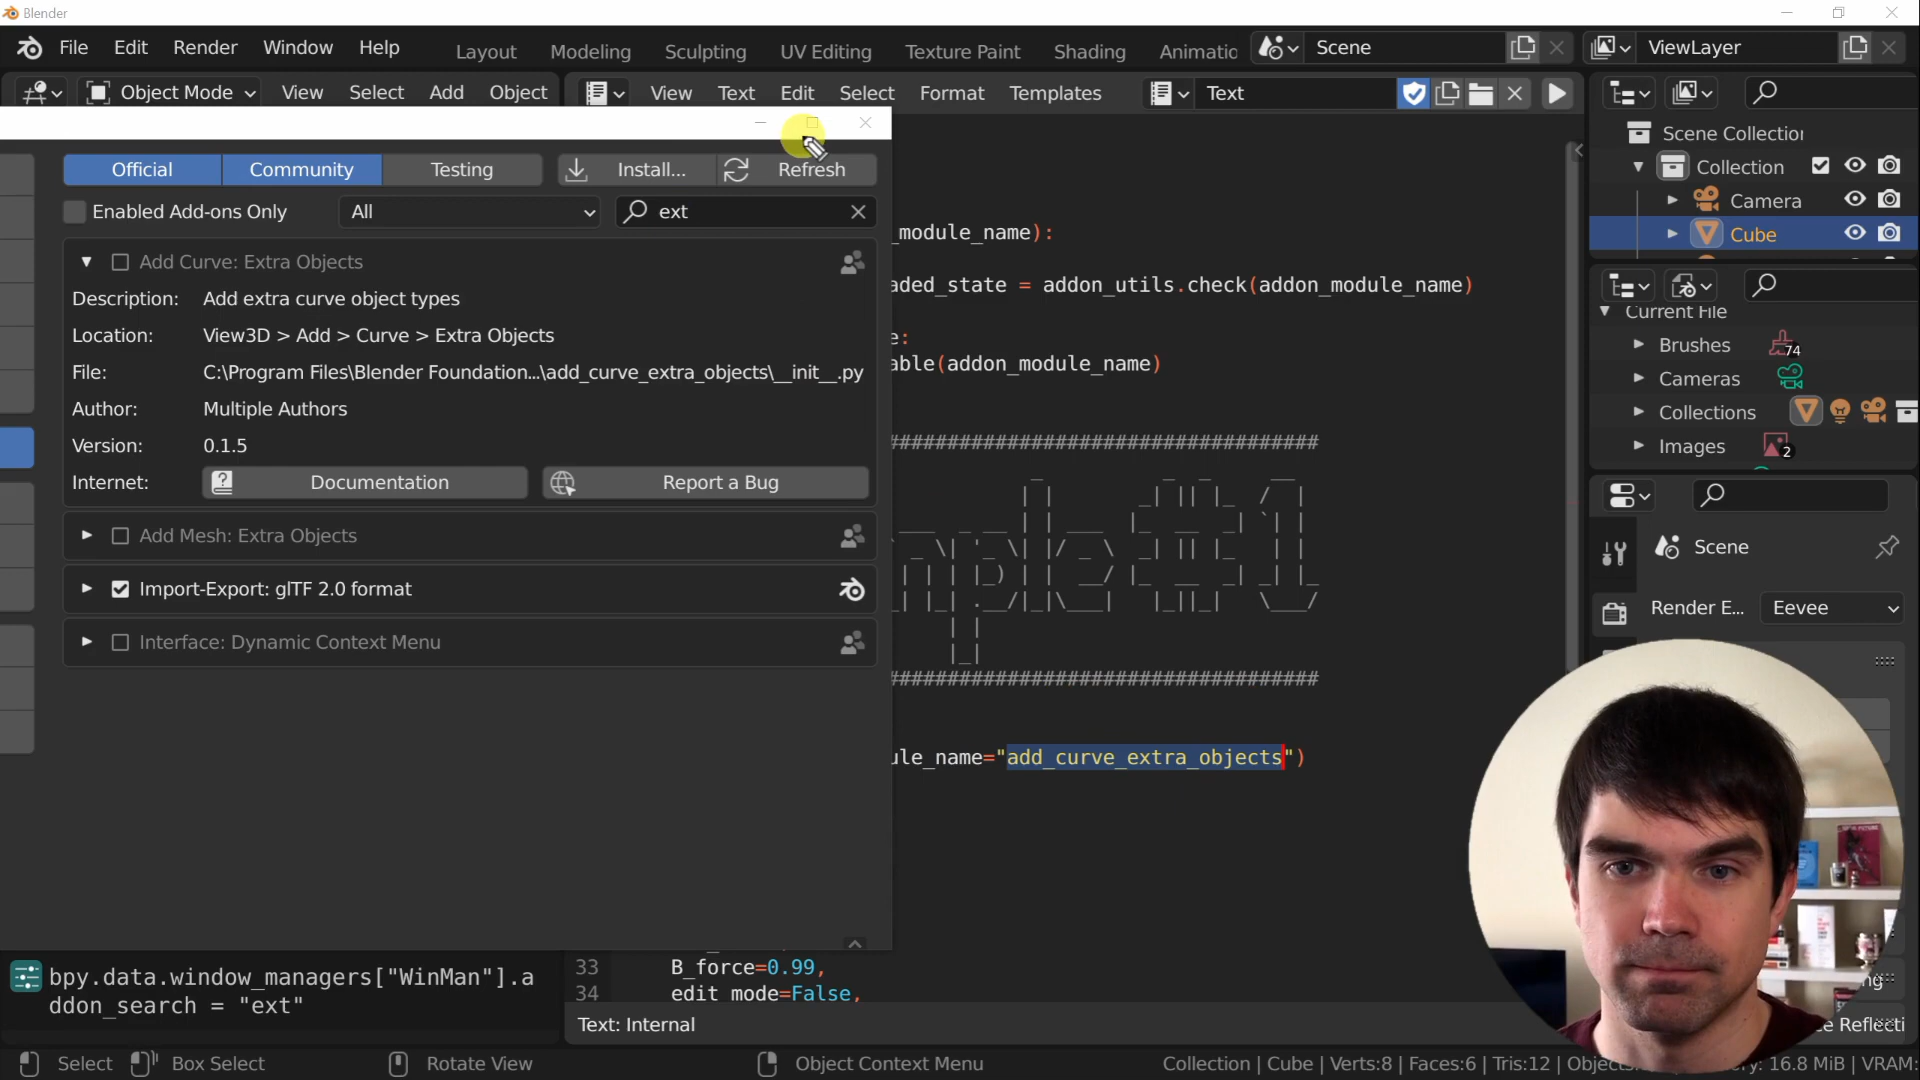 Blender
File Edit Render Window Help Layout Modeling Sculpting UV Editing Texture Paint Shading Animatio Scene ViewLayer
Object Mode View Select Add Object View Text Edit Select Format Templates Text
Official Community Testing Install... Refresh
Enabled Add-ons Only All ext
Add Curve: Extra Objects
Description: Add extra curve object types
Location: View3D > Add > Curve > Extra Objects
File: C:\Program Files\Blender Foundation...\add_curve_extra_objects\__init__.py
Author: Multiple Authors
Version: 0.1.5
Internet: Documentation Report a Bug
Add Mesh: Extra Objects
Import-Export: glTF 2.0 format
Interface: Dynamic Context Menu
_module_name):
aded_state = addon_utils.check(addon_module_name)
e:
able(addon_module_name)
ule_name="add_curve_extra_objects")
33 B_force=0.99,
34 edit_mode=False,
Text: Internal
bpy.data.window_managers["WinMan"].a
ddon_search = "ext"
Scene Collection
Collection
Camera
Cube
Current File
Brushes 74
Cameras
Collections
Images 2
Scene
Render E... Eevee
Select Box Select Rotate View Object Context Menu Collection | Cube | Verts:8 | Faces:6 | Tris:12 | Objects 16.8 MiB | VRAM: